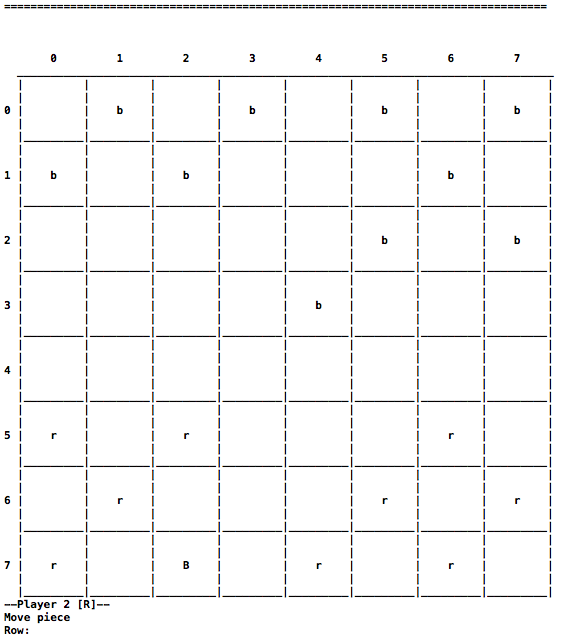 ================================================================================
0 1 2 3 4 5 6 7
0 b b b b
1 b b b
2 b b
3 b
4
5 r r r
6 r r r
7 r B r r
--Player 2 [R]--
Move piece
Row: